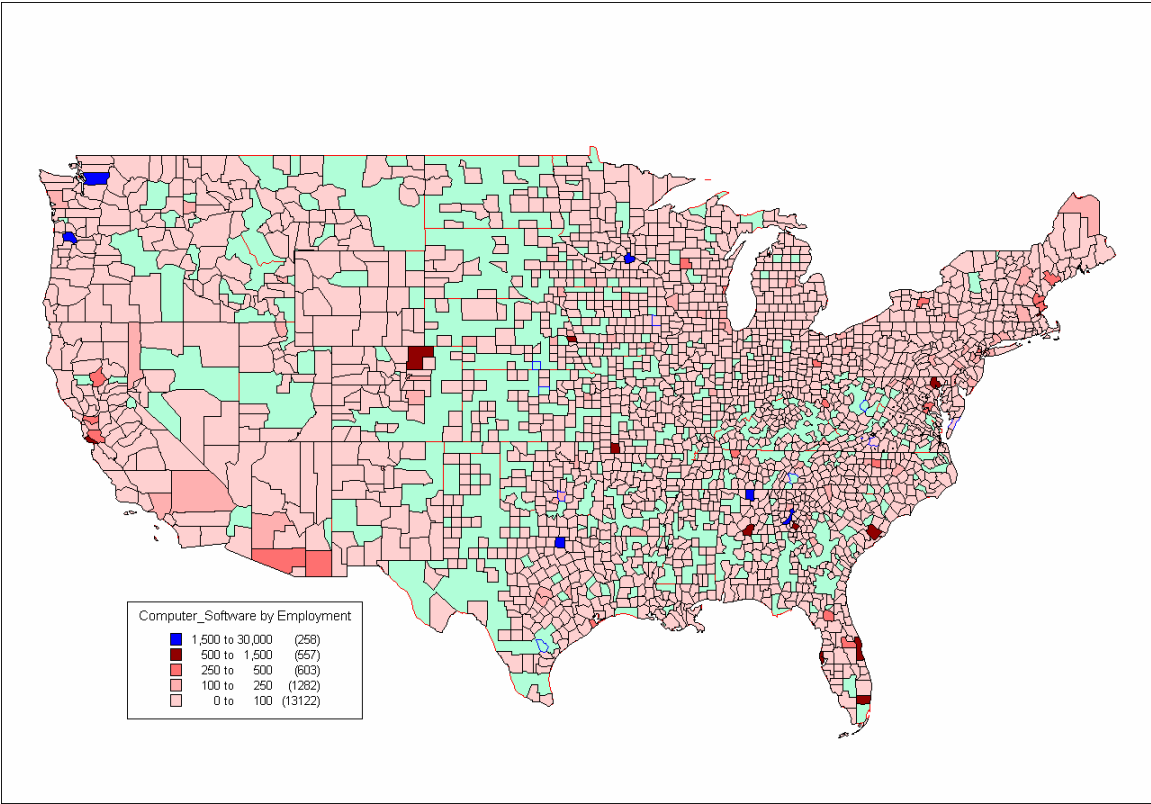 Computer_Software by Employment
1,500 to 30,000 (258)
500 to 1,500 (557)
250 to 500 (603)
100 to 250 (1282)
0 to 100 (13122)